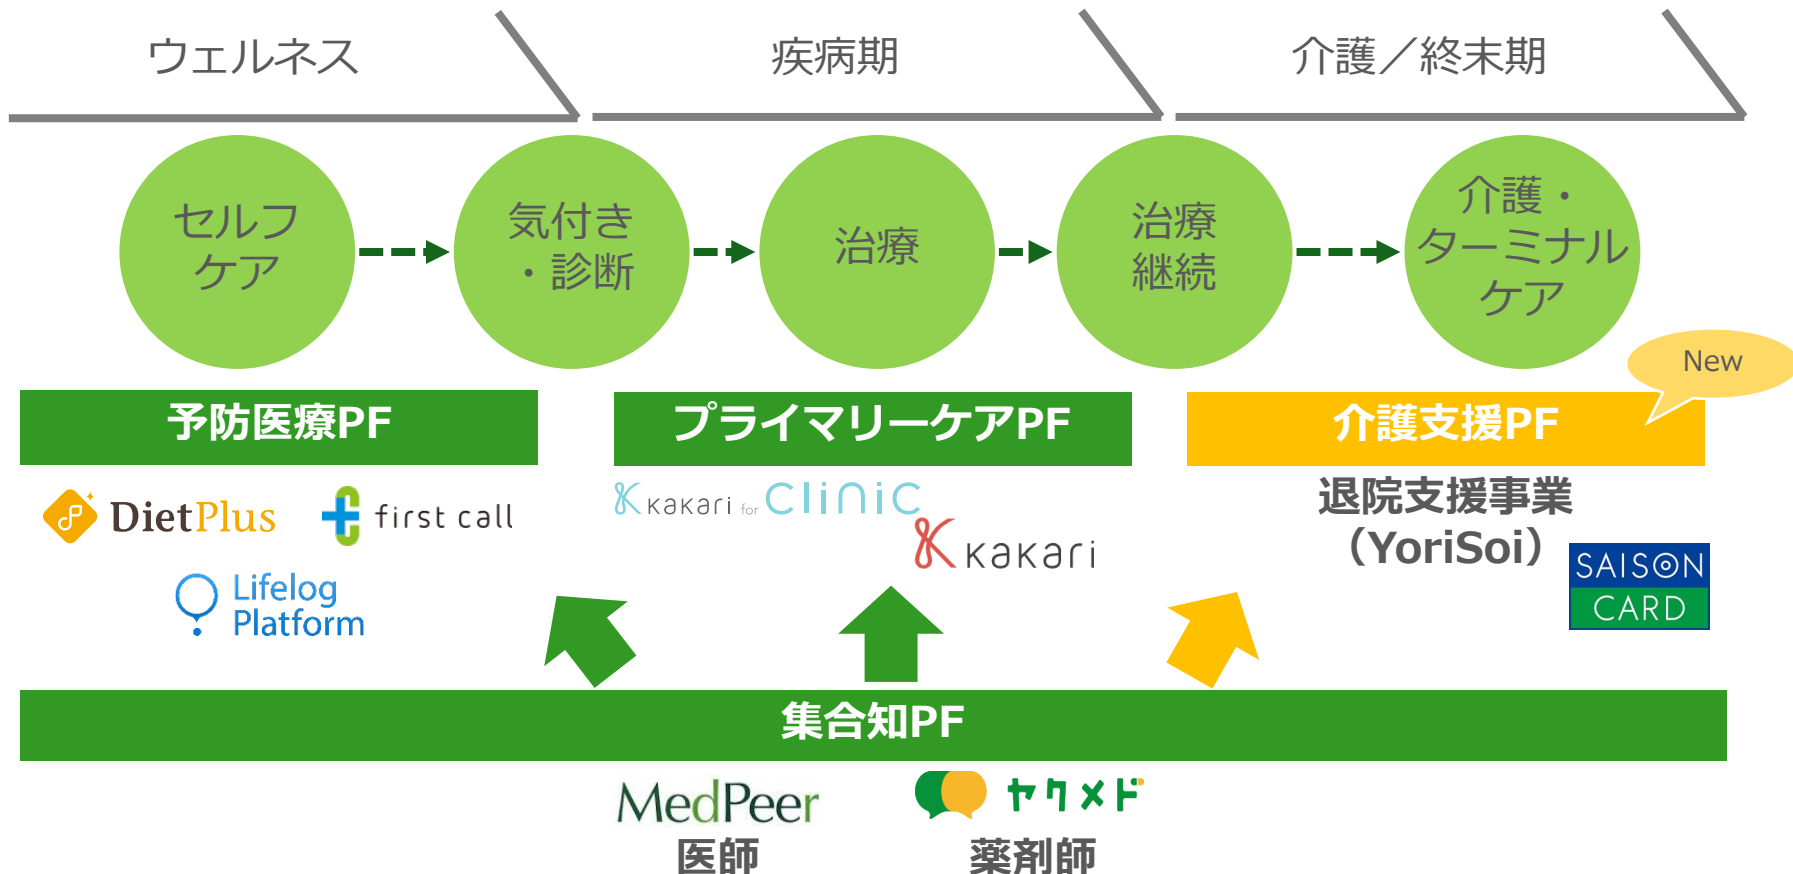 ウェルネス
疾病期
介護／終末期
セルフ
ケア
気付き
・診断
治療
治療
継続
介護・
ターミナル
ケア
New
予防医療PF
プライマリーケアPF
介護支援PF
DietPlus
first call
Lifelog
Platform
kakari for clinic
kakari
退院支援事業
（YoriSoi）
SAISON
CARD
集合知PF
MedPeer
医師
ヤクメド
薬剤師